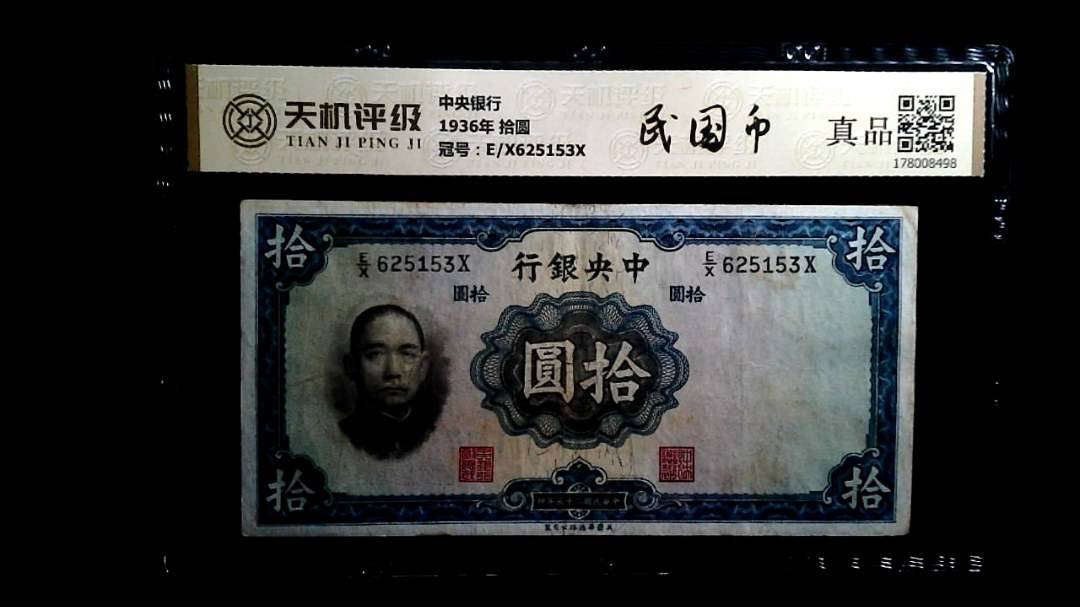 天机评级
TIAN JI PING JI
中央银行
1936年 拾圆
冠号：E/X625153X
民国币
真品
178008498
拾
拾
E/X 625153X
行銀央中
E/X 625153X
圓拾
圓拾
圓拾
拾
拾